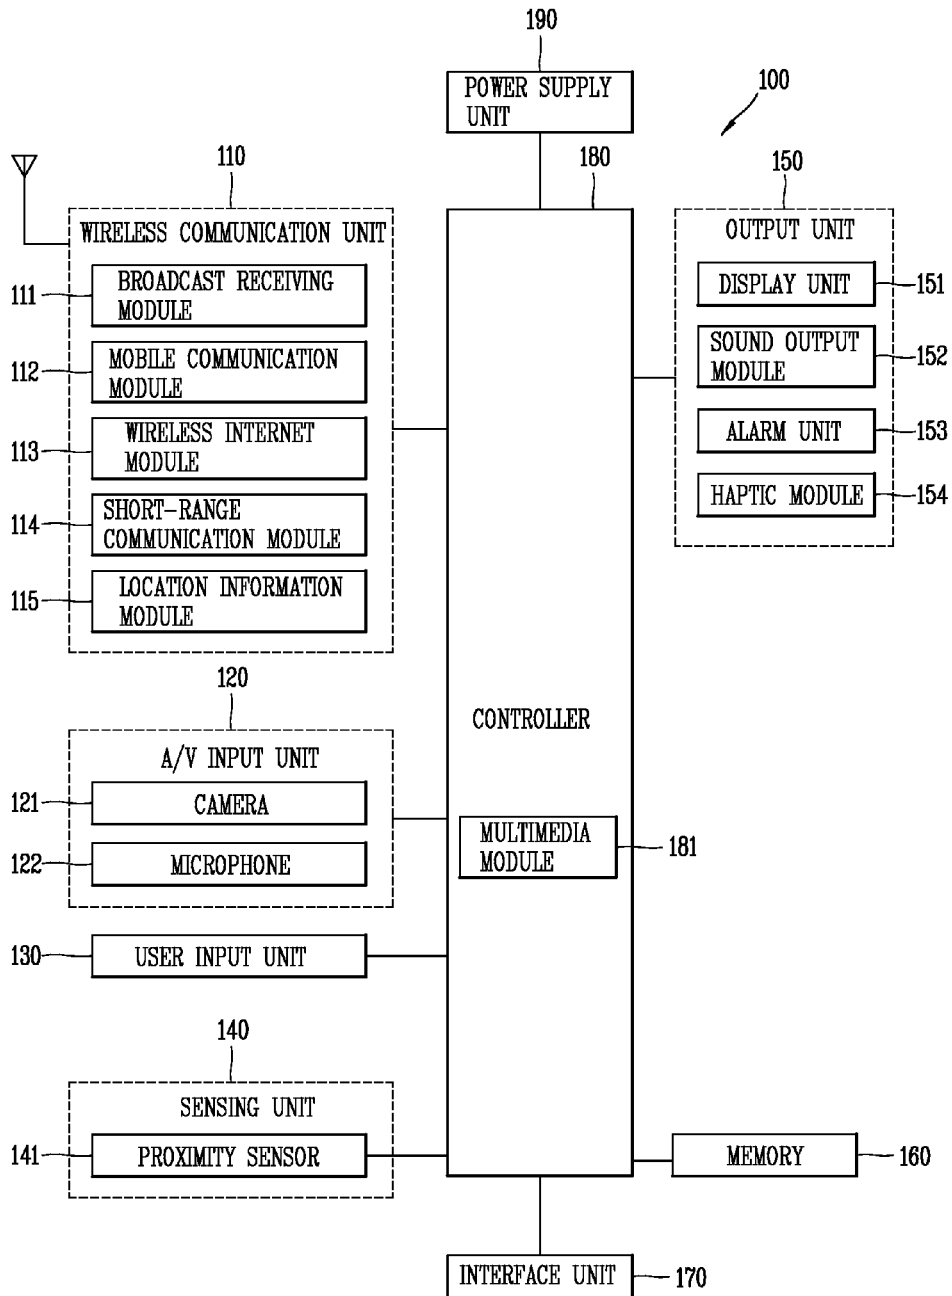 190
POWER SUPPLY
UNIT
100
110
180
150
WIRELESS COMMUNICATION UNIT
111
BROADCAST RECEIVING
MODULE
112
MOBILE COMMUNICATION
MODULE
113
WIRELESS INTERNET
MODULE
114
SHORT-RANGE
COMMUNICATION MODULE
115
LOCATION INFORMATION
MODULE
OUTPUT UNIT
DISPLAY UNIT
151
SOUND OUTPUT
MODULE
152
ALARM UNIT
153
HAPTIC MODULE
154
120
A/V INPUT UNIT
121
CAMERA
122
MICROPHONE
CONTROLLER
MULTIMEDIA
MODULE
181
130
USER INPUT UNIT
140
SENSING UNIT
141
PROXIMITY SENSOR
MEMORY
160
INTERFACE UNIT
170